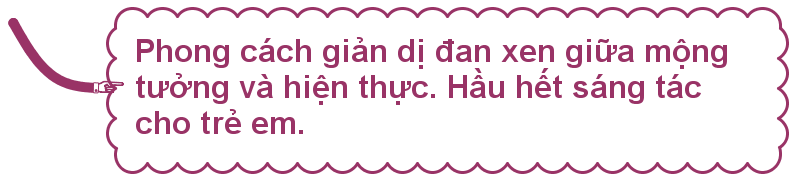 Phong cách giản dị đan xen giữa mộng
tưởng và hiện thực. Hầu hết sáng tác
cho trẻ em.